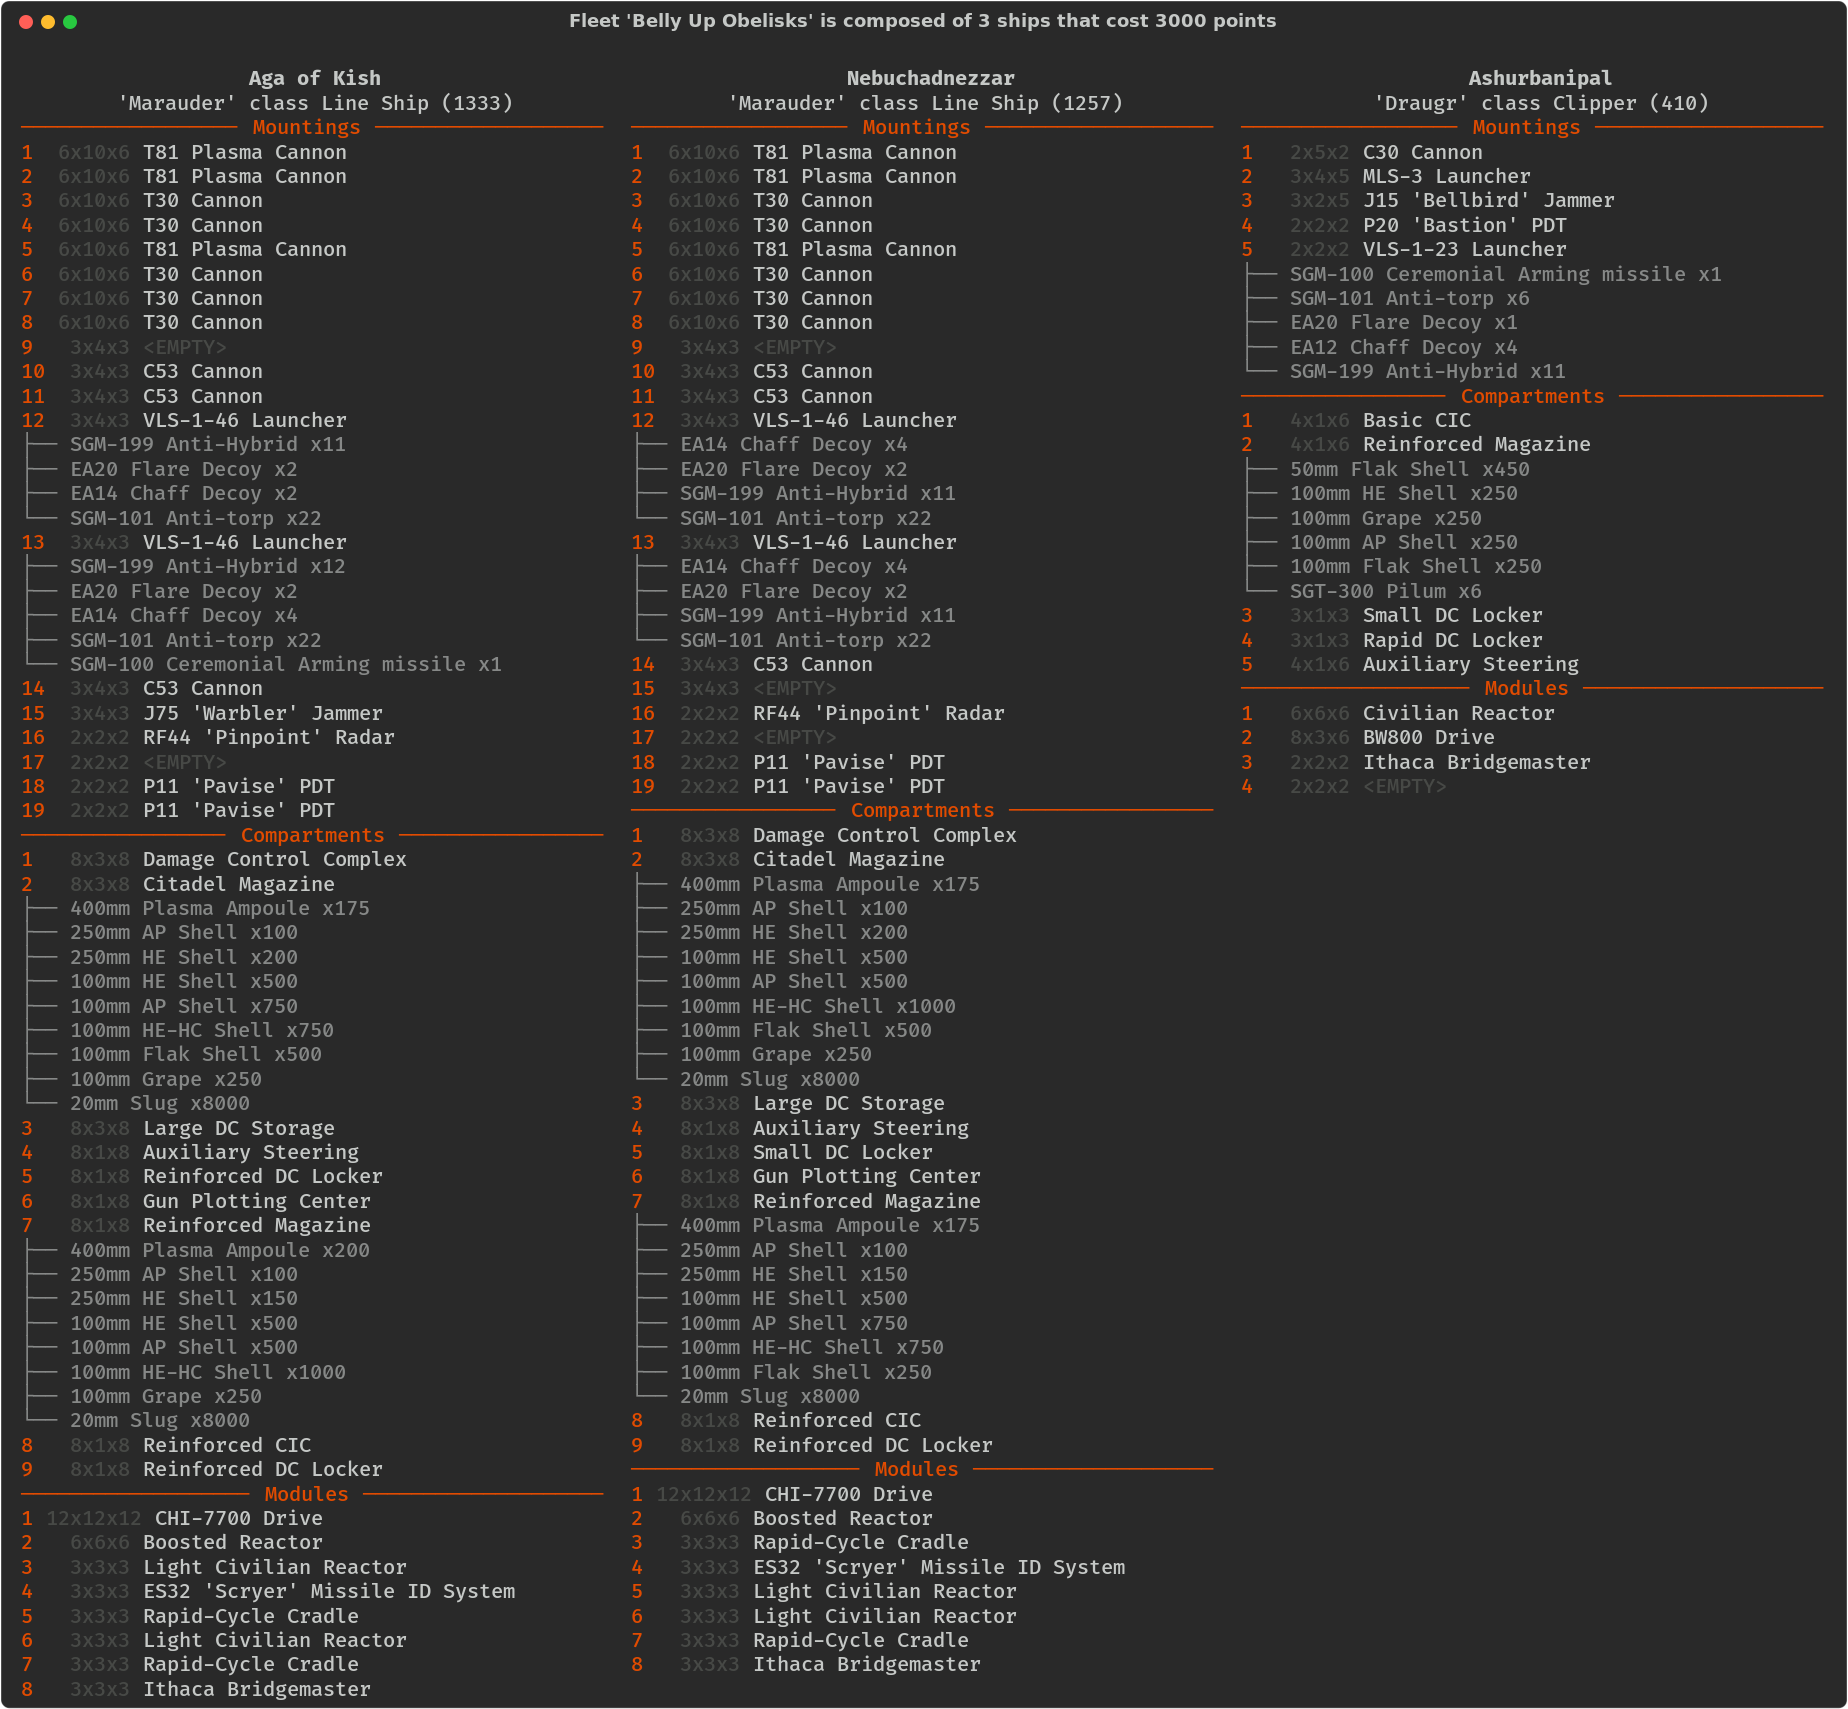 Fleet 'Belly Up Obelisks' is composed of 3 ships that cost 3000 points
Aga of Kish
'Marauder' class Line Ship (1333)
Mountings
1 6x10x6 T81 Plasma Cannon
2 6x10x6 T81 Plasma Cannon
3 6x10x6 T30 Cannon
4 6x10x6 T30 Cannon
5 6x10x6 T81 Plasma Cannon
6 6x10x6 T30 Cannon
7 6x10x6 T30 Cannon
8 6x10x6 T30 Cannon
9 3x4x3 <EMPTY>
10 3x4x3 C53 Cannon
11 3x4x3 C53 Cannon
12 3x4x3 VLS-1-46 Launcher
SGM-199 Anti-Hybrid x11
EA20 Flare Decoy x2
EA14 Chaff Decoy x2
SGM-101 Anti-torp x22
13 3x4x3 VLS-1-46 Launcher
SGM-199 Anti-Hybrid x12
EA20 Flare Decoy x2
EA14 Chaff Decoy x4
SGM-101 Anti-torp x22
SGM-100 Ceremonial Arming missile x1
14 3x4x3 C53 Cannon
15 3x4x3 J75 'Warbler' Jammer
16 2x2x2 RF44 'Pinpoint' Radar
17 2x2x2 <EMPTY>
18 2x2x2 P11 'Pavise' PDT
19 2x2x2 P11 'Pavise' PDT
Compartments
1 8x3x8 Damage Control Complex
2 8x3x8 Citadel Magazine
400mm Plasma Ampoule x175
250mm AP Shell x100
250mm HE Shell x200
100mm HE Shell x500
100mm AP Shell x750
100mm HE-HC Shell x750
100mm Flak Shell x500
100mm Grape x250
20mm Slug x8000
3 8x3x8 Large DC Storage
4 8x1x8 Auxiliary Steering
5 8x1x8 Reinforced DC Locker
6 8x1x8 Gun Plotting Center
7 8x1x8 Reinforced Magazine
400mm Plasma Ampoule x200
250mm AP Shell x100
250mm HE Shell x150
100mm HE Shell x500
100mm AP Shell x500
100mm HE-HC Shell x1000
100mm Grape x250
20mm Slug x8000
8 8x1x8 Reinforced CIC
9 8x1x8 Reinforced DC Locker
Modules
1 12x12x12 CHI-7700 Drive
2 6x6x6 Boosted Reactor
3 3x3x3 Light Civilian Reactor
4 3x3x3 ES32 'Scryer' Missile ID System
5 3x3x3 Rapid-Cycle Cradle
6 3x3x3 Light Civilian Reactor
7 3x3x3 Rapid-Cycle Cradle
8 3x3x3 Ithaca Bridgemaster
Nebuchadnezzar
'Marauder' class Line Ship (1257)
Mountings
1 6x10x6 T81 Plasma Cannon
2 6x10x6 T81 Plasma Cannon
3 6x10x6 T30 Cannon
4 6x10x6 T30 Cannon
5 6x10x6 T81 Plasma Cannon
6 6x10x6 T30 Cannon
7 6x10x6 T30 Cannon
8 6x10x6 T30 Cannon
9 3x4x3 <EMPTY>
10 3x4x3 C53 Cannon
11 3x4x3 C53 Cannon
12 3x4x3 VLS-1-46 Launcher
EA14 Chaff Decoy x4
EA20 Flare Decoy x2
SGM-199 Anti-Hybrid x11
SGM-101 Anti-torp x22
13 3x4x3 VLS-1-46 Launcher
EA14 Chaff Decoy x4
EA20 Flare Decoy x2
SGM-199 Anti-Hybrid x11
SGM-101 Anti-torp x22
14 3x4x3 C53 Cannon
15 3x4x3 <EMPTY>
16 2x2x2 RF44 'Pinpoint' Radar
17 2x2x2 <EMPTY>
18 2x2x2 P11 'Pavise' PDT
19 2x2x2 P11 'Pavise' PDT
Compartments
1 8x3x8 Damage Control Complex
2 8x3x8 Citadel Magazine
400mm Plasma Ampoule x175
250mm AP Shell x100
250mm HE Shell x200
100mm HE Shell x500
100mm AP Shell x500
100mm HE-HC Shell x1000
100mm Flak Shell x500
100mm Grape x250
20mm Slug x8000
3 8x3x8 Large DC Storage
4 8x1x8 Auxiliary Steering
5 8x1x8 Small DC Locker
6 8x1x8 Gun Plotting Center
7 8x1x8 Reinforced Magazine
400mm Plasma Ampoule x175
250mm AP Shell x100
250mm HE Shell x150
100mm HE Shell x500
100mm AP Shell x750
100mm HE-HC Shell x750
100mm Flak Shell x250
20mm Slug x8000
8 8x1x8 Reinforced CIC
9 8x1x8 Reinforced DC Locker
Modules
1 12x12x12 CHI-7700 Drive
2 6x6x6 Boosted Reactor
3 3x3x3 Rapid-Cycle Cradle
4 3x3x3 ES32 'Scryer' Missile ID System
5 3x3x3 Light Civilian Reactor
6 3x3x3 Light Civilian Reactor
7 3x3x3 Rapid-Cycle Cradle
8 3x3x3 Ithaca Bridgemaster
Ashurbanipal
'Draugr' class Clipper (410)
Mountings
1 2x5x2 C30 Cannon
2 3x4x5 MLS-3 Launcher
3 3x2x5 J15 'Bellbird' Jammer
4 2x2x2 P20 'Bastion' PDT
5 2x2x2 VLS-1-23 Launcher
SGM-100 Ceremonial Arming missile x1
SGM-101 Anti-torp x6
EA20 Flare Decoy x1
EA12 Chaff Decoy x4
SGM-199 Anti-Hybrid x11
Compartments
1 4x1x6 Basic CIC
2 4x1x6 Reinforced Magazine
50mm Flak Shell x450
100mm HE Shell x250
100mm Grape x250
100mm AP Shell x250
100mm Flak Shell x250
SGT-300 Pilum x6
3 3x1x3 Small DC Locker
4 3x1x3 Rapid DC Locker
5 4x1x6 Auxiliary Steering
Modules
1 6x6x6 Civilian Reactor
2 8x3x6 BW800 Drive
3 2x2x2 Ithaca Bridgemaster
4 2x2x2 <EMPTY>